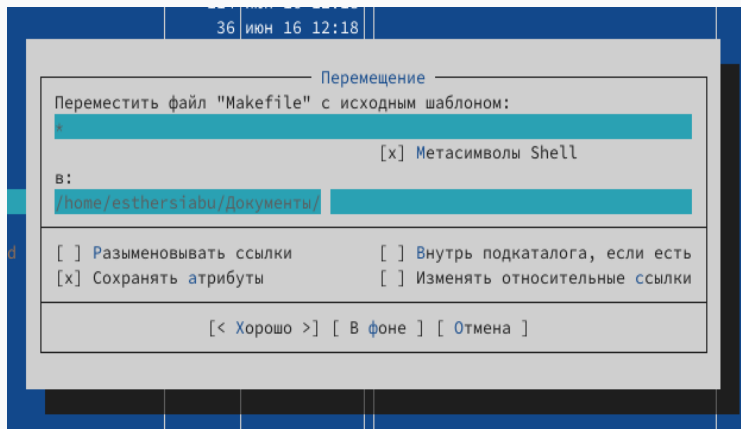 36 июн 16 12:18
Перемещение
Переместить файл "Makefile" с исходным шаблоном:
*
[x] Метасимволы Shell
в:
/home/esthersiabu/Документы/
[ ] Разыменовывать ссылки [ ] Внутрь подкаталога, если есть
[x] Сохранять атрибуты [ ] Изменять относительные ссылки
[< Хорошо >] [ В фоне ] [ Отмена ]